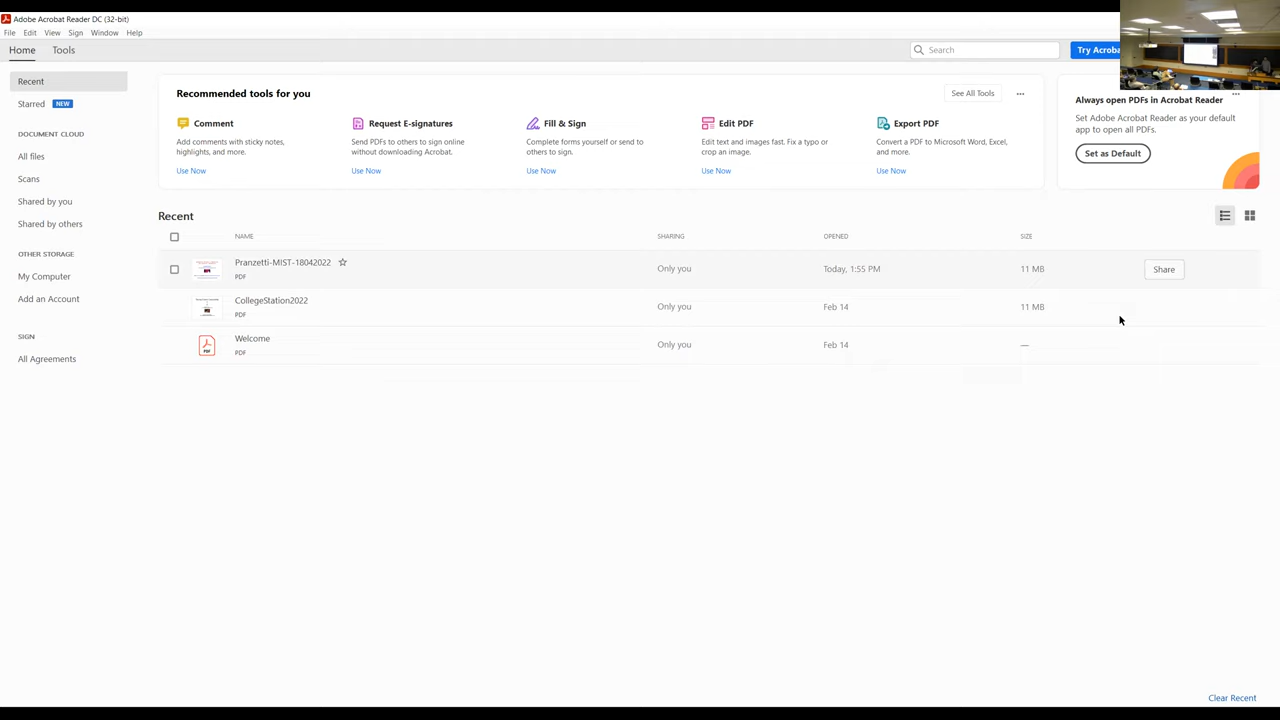 Adobe Acrobat Reader DC (32-bit)
File Edit View Sign Window Help
Home Tools
Search
Try Acroba
Recent
Starred NEW
DOCUMENT CLOUD
All files
Scans
Shared by you
Shared by others
OTHER STORAGE
My Computer
Add an Account
SIGN
All Agreements
Recommended tools for you
See All Tools
Comment
Add comments with sticky notes,
highlights, and more.
Use Now
Request E-signatures
Send PDFs to others to sign online
without downloading Acrobat.
Use Now
Fill & Sign
Complete forms yourself or send to
others to sign.
Use Now
Edit PDF
Edit text and images fast. Fix a typo or
crop an image.
Use Now
Export PDF
Convert a PDF to Microsoft Word, Excel,
and more.
Use Now
Always open PDFs in Acrobat Reader
Set Adobe Acrobat Reader as your default
app to open all PDFs.
Set as Default
Recent
NAME SHARING OPENED SIZE
Pranzetti-MIST-18042022
PDF
Only you Today, 1:55 PM 11 MB Share
CollegeStation2022
PDF
Only you Feb 14 11 MB
Welcome
PDF
Only you Feb 14 —
Clear Recent